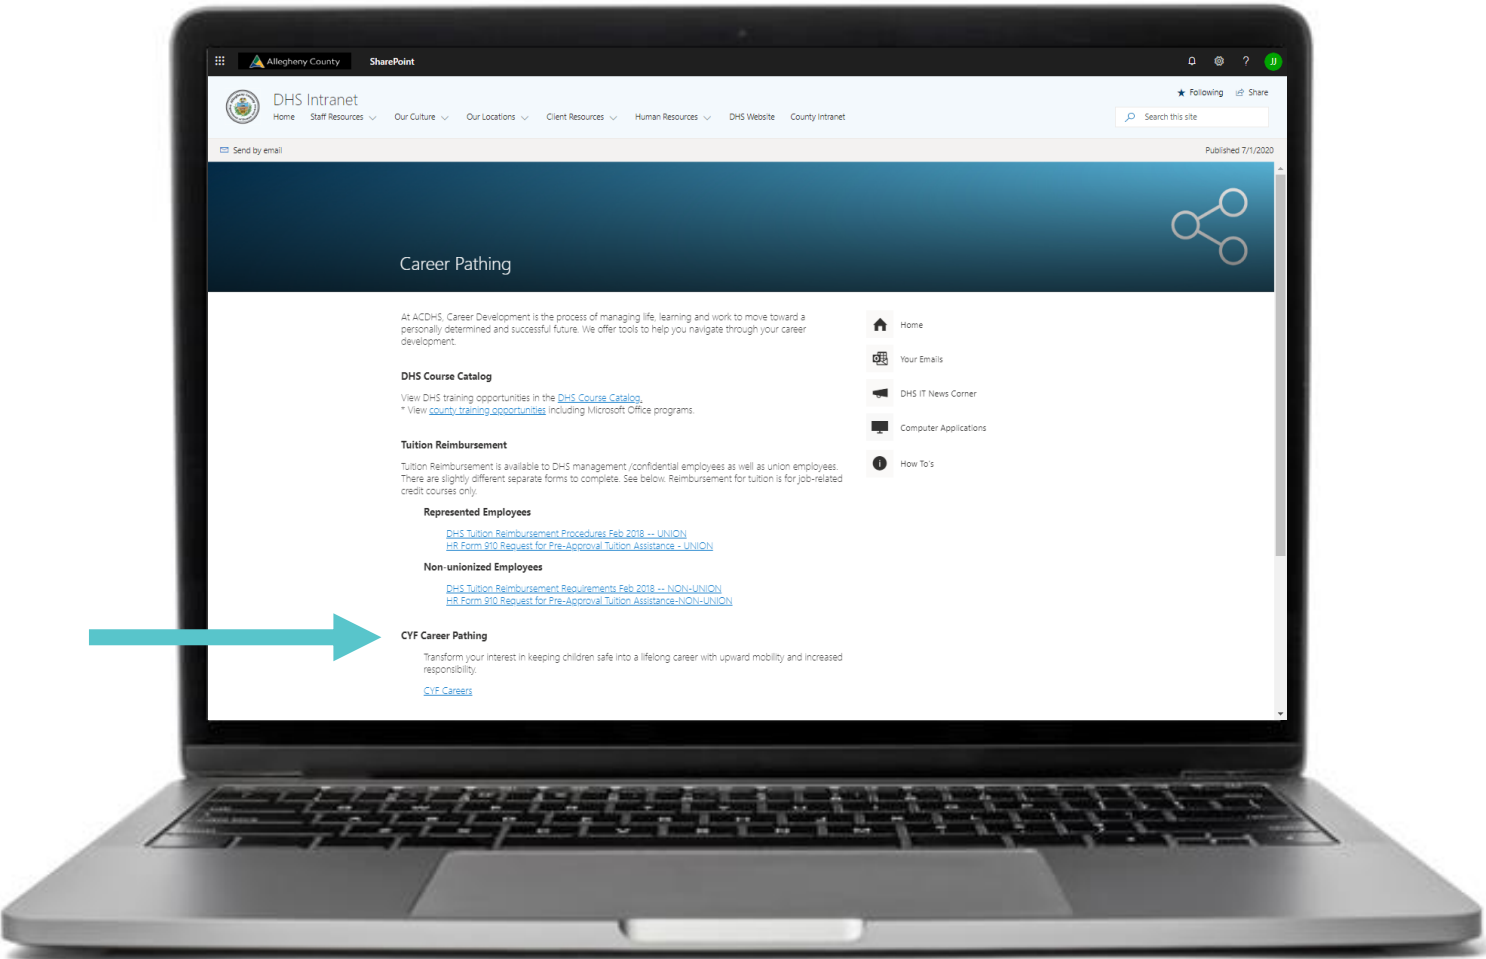 Allegheny County
SharePoint
?
JJ
DHS Intranet
Following
Share
Home
Staff Resources
Our Culture
Our Locations
Client Resources
Human Resources
DHS Website
County Intranet
Search this site
Send by email
Published 7/1/2020
Career Pathing
At ACDHS, Career Development is the process of managing life, learning and work to move toward a
personally determined and successful future. We offer tools to help you navigate through your career
development.
DHS Course Catalog
View DHS training opportunities in the DHS Course Catalog.
* View county training opportunities including Microsoft Office programs.
Tuition Reimbursement
Tuition Reimbursement is available to DHS management /confidential employees as well as union employees.
There are slightly different separate forms to complete. See below. Reimbursement for tuition is for job-related
credit courses only.
Represented Employees
DHS Tuition Reimbursement Procedures Feb 2018 -- UNION
HR Form 910 Request for Pre-Approval Tuition Assistance - UNION
Non-unionized Employees
DHS Tuition Reimbursement Requirements Feb 2018 -- NON-UNION
HR Form 910 Request for Pre-Approval Tuition Assistance-NON-UNION
CYF Career Pathing
Transform your interest in keeping children safe into a lifelong career with upward mobility and increased
responsibility.
CYF Careers
Home
Your Emails
DHS IT News Corner
Computer Applications
How To's